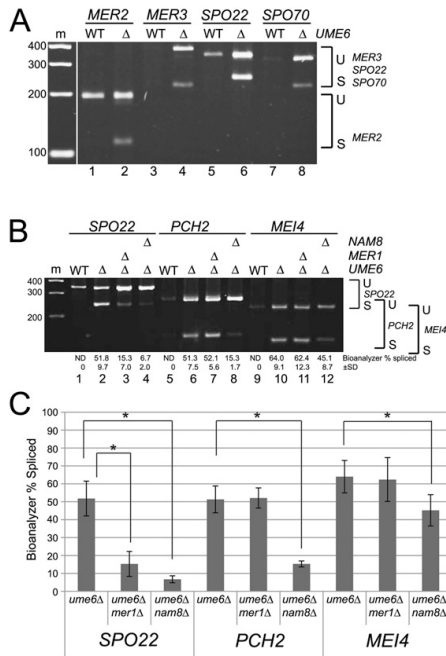 A
MER2 MER3 SPO22 SPO70
WT Δ WT Δ WT Δ WT Δ UME6
m
400
300
200
100
U MER3
SPO22
S SPO70
U
S MER2
1 2 3 4 5 6 7 8
B
SPO22 PCH2 MEI4
Δ Δ Δ NAM8
Δ Δ Δ MER1
m WT Δ Δ Δ WT Δ Δ Δ WT Δ Δ Δ UME6
400
300
200
U
SPO22
S U U
PCH2 MEI4
S S
ND 51.8 15.3 6.7 ND 51.3 52.1 15.3 ND 64.0 62.4 45.1 Bioanalyzer % spliced
0 9.7 7.0 2.0 0 7.5 5.6 1.7 0 9.1 12.3 8.7 ±SD
1 2 3 4 5 6 7 8 9 10 11 12
C
Bioanalyzer % Spliced
100
90
80
70
60
50
40
30
20
10
0
* * * *
ume6Δ ume6Δ ume6Δ ume6Δ ume6Δ ume6Δ ume6Δ ume6Δ ume6Δ
mer1Δ nam8Δ mer1Δ nam8Δ mer1Δ nam8Δ
SPO22 PCH2 MEI4